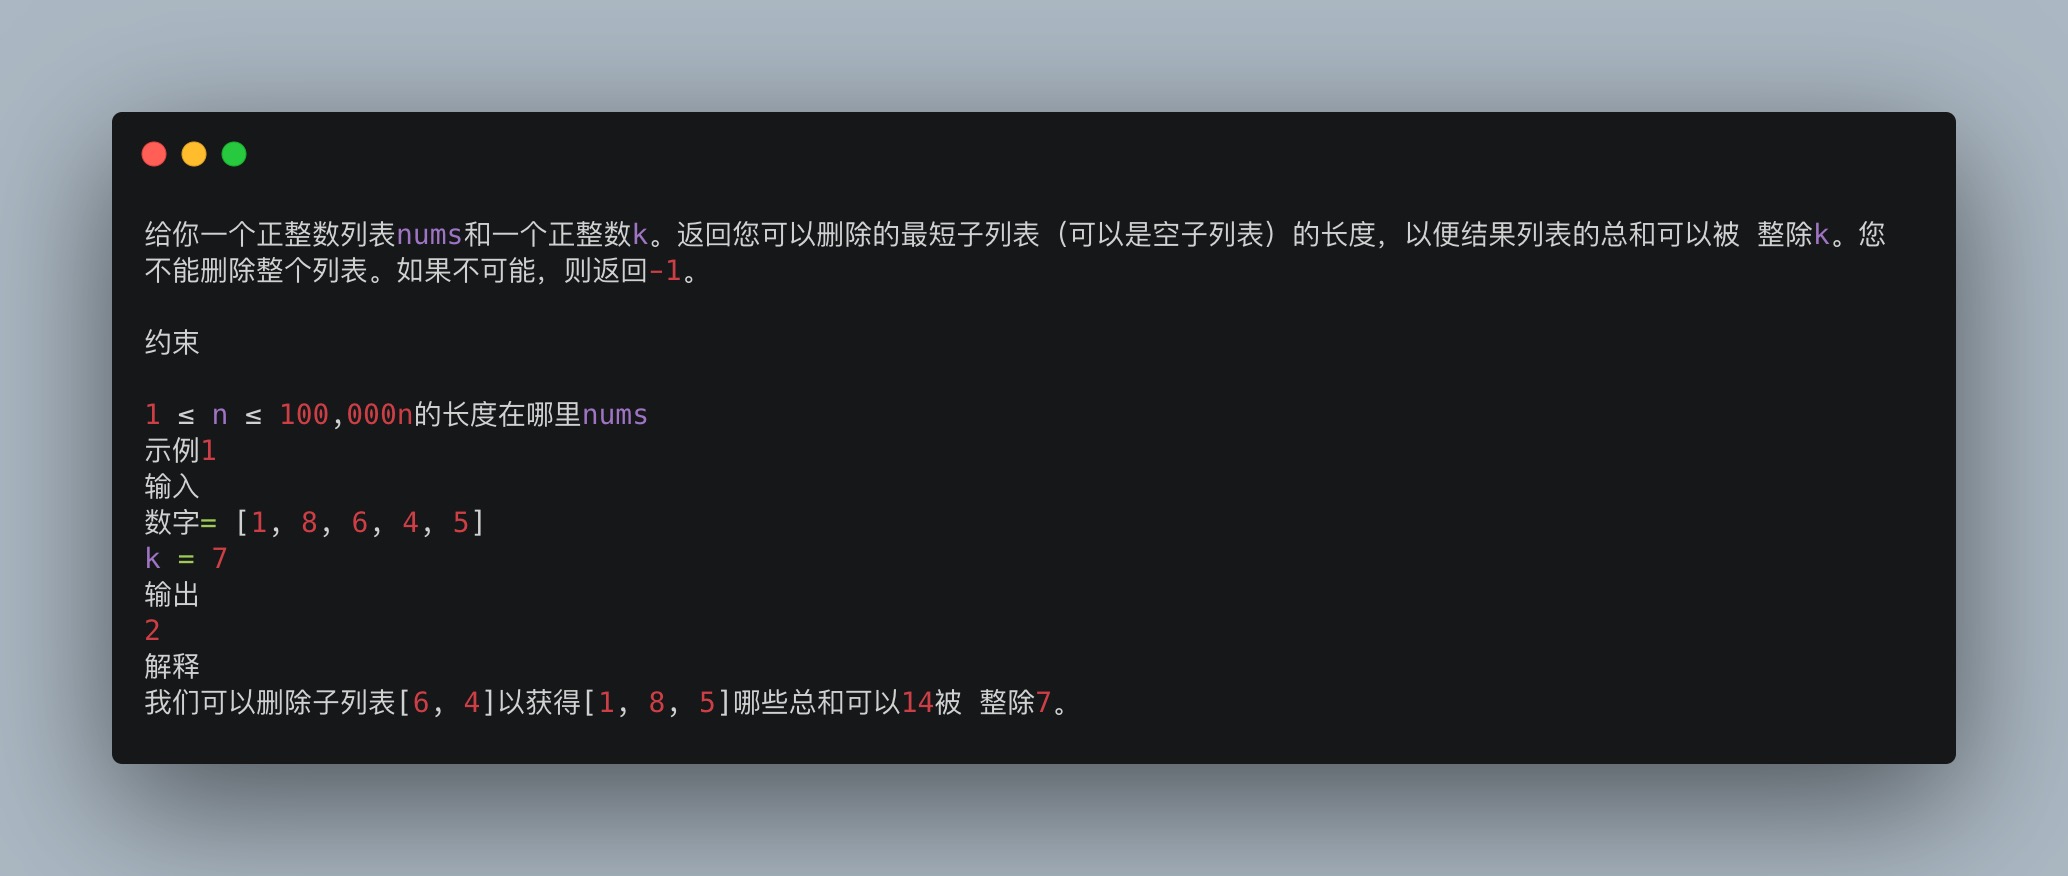 给你一个正整数列表nums和一个正整数k。返回您可以删除的最短子列表（可以是空子列表）的长度，以便结果列表的总和可以被 整除k。您
不能删除整个列表。如果不可能，则返回-1。
约束
1 ≤ n ≤ 100,000n的长度在哪里nums
示例1
输入
数字= [1, 8, 6, 4, 5]
k = 7
输出
2
解释
我们可以删除子列表[6, 4]以获得[1, 8, 5]哪些总和可以14被 整除7。